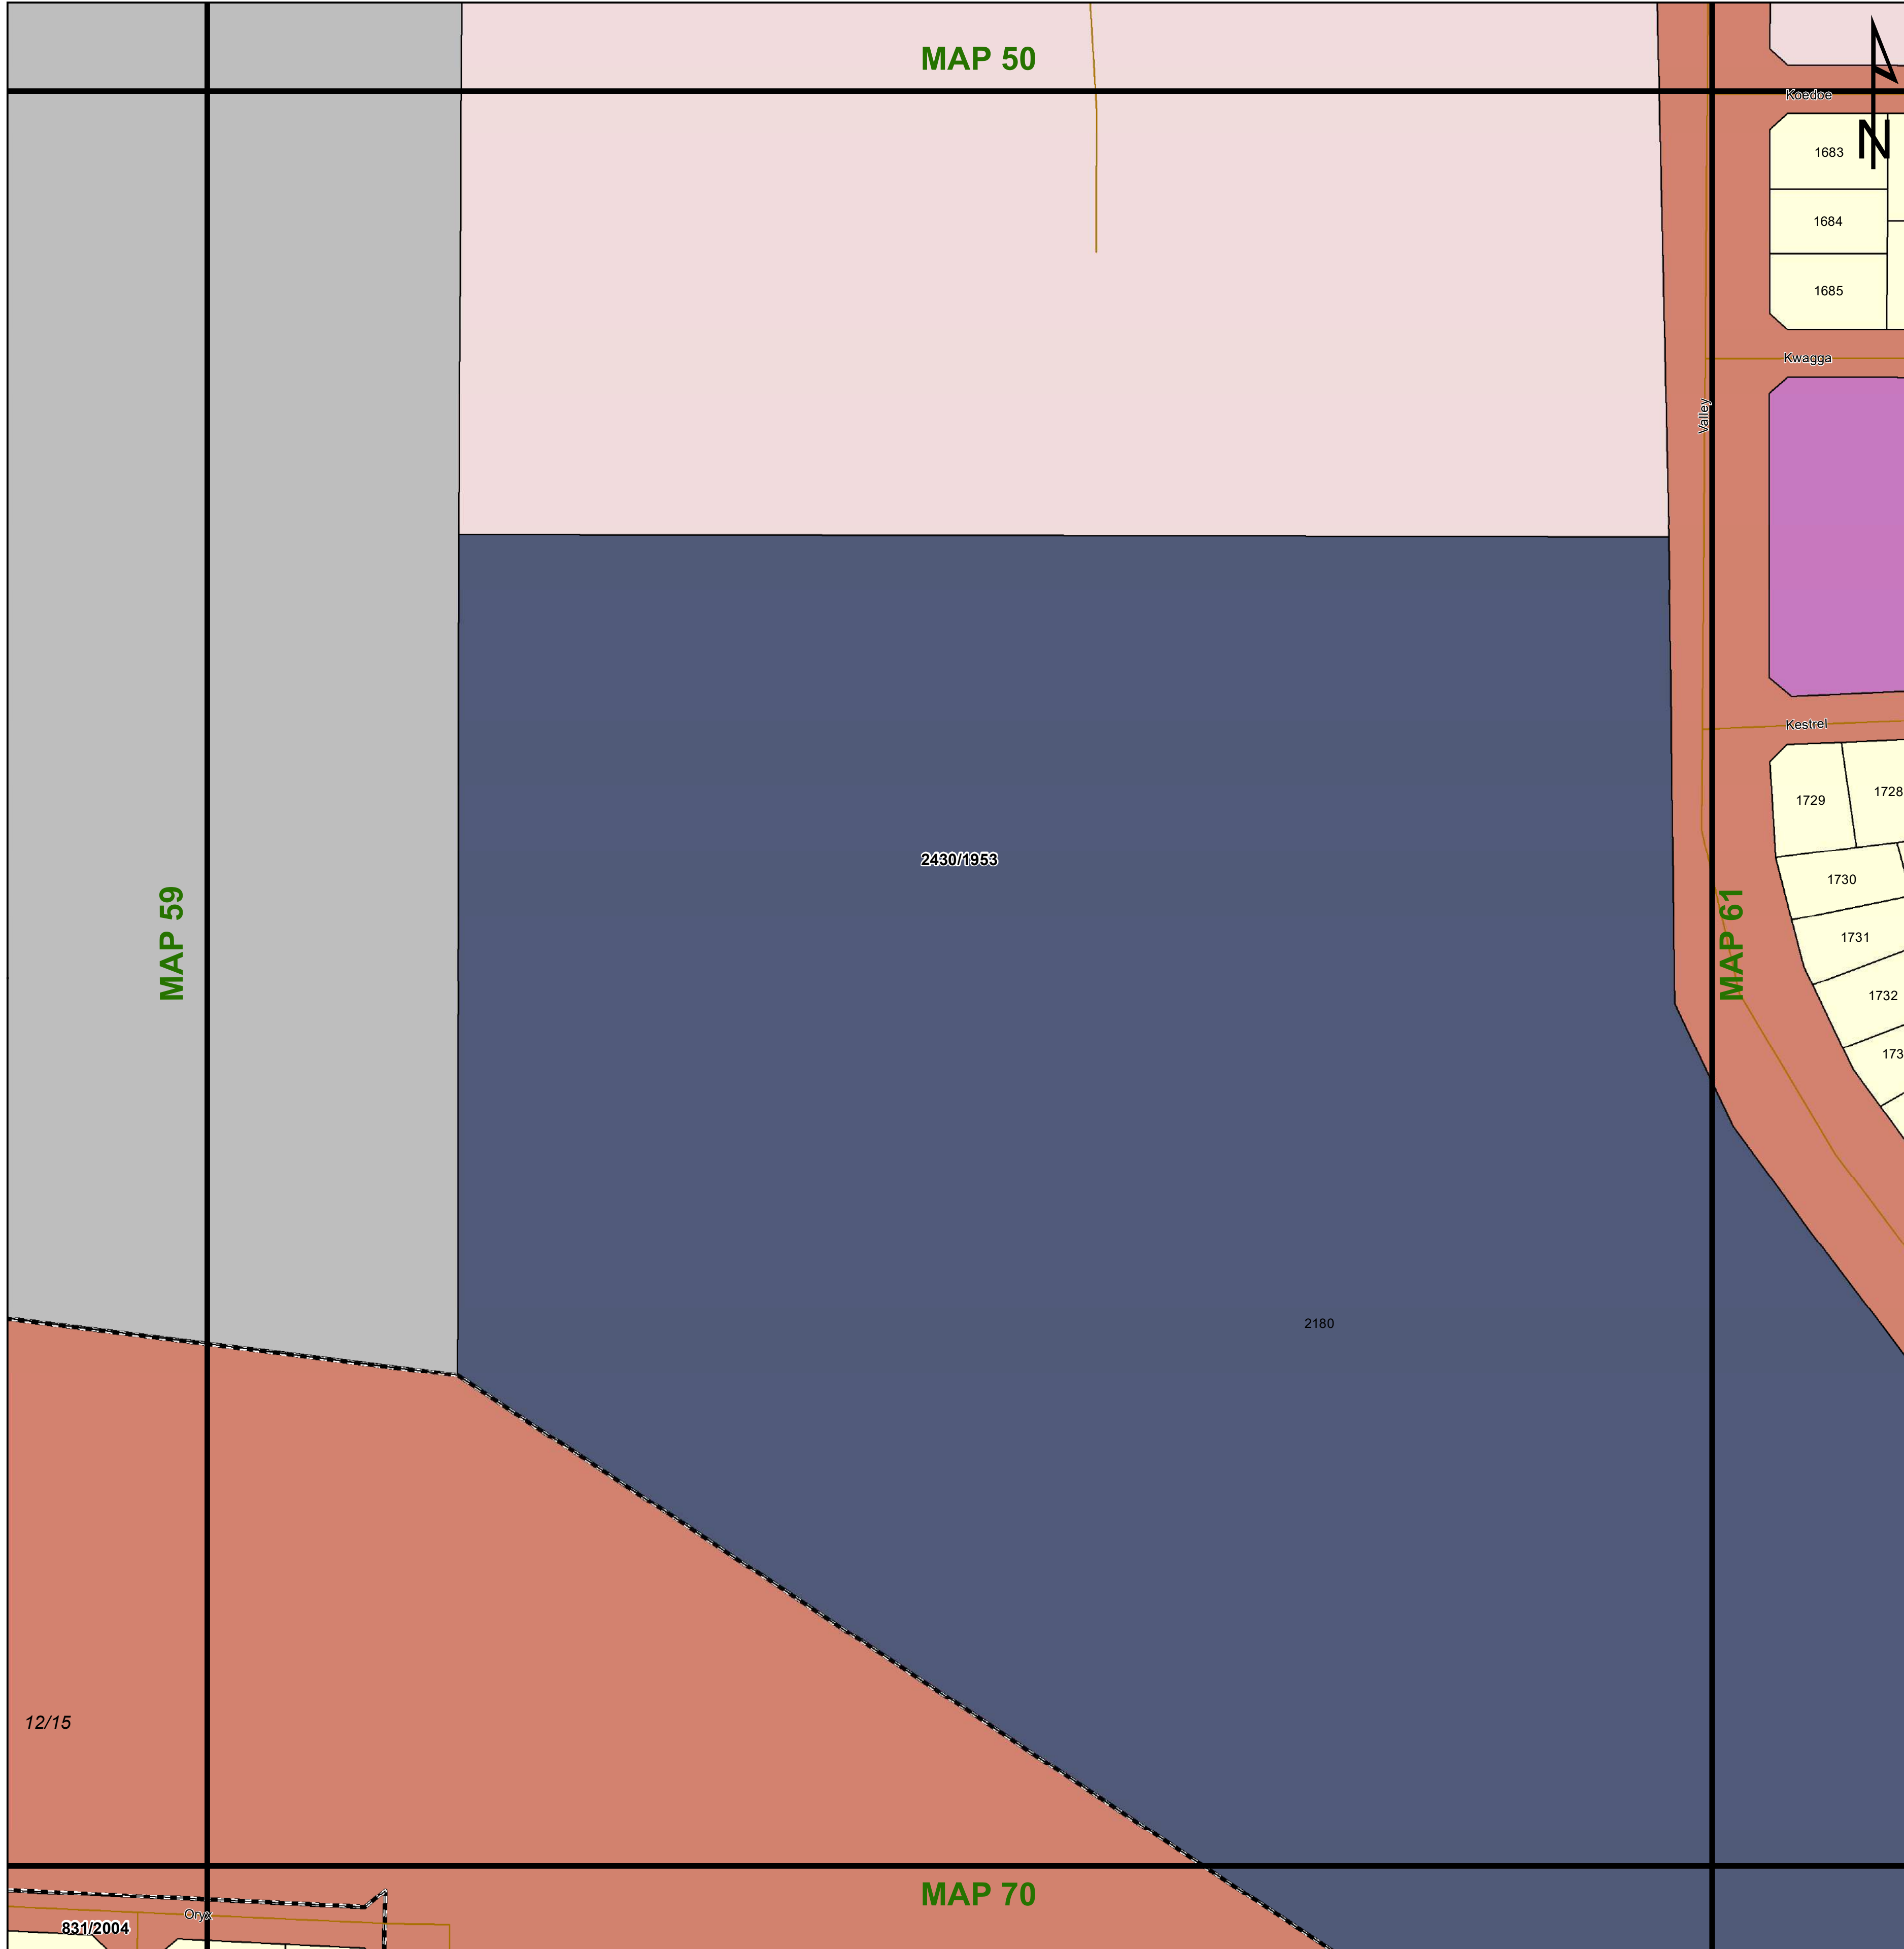 MAP 50
N
Koedoe
1683
1684
1685
Kwagga
Valley
Kestrel
1729
1728
2430/1953
1730
MAP 59
MAP 61
1731
1732
173
2180
12/15
MAP 70
Oryx
831/2004